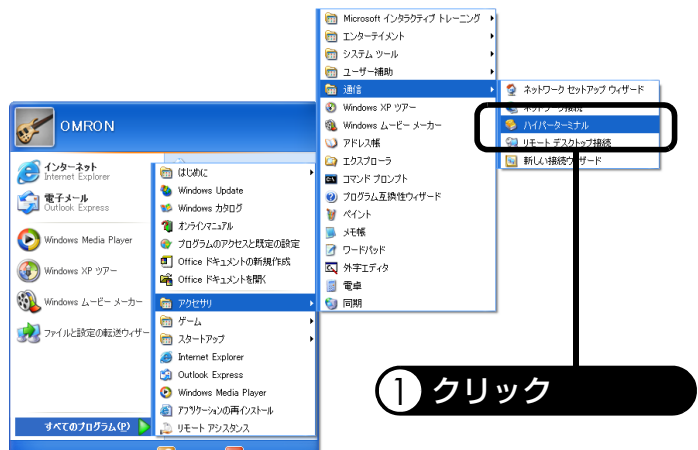 OMRON
インターネット
Internet Explorer
電子メール
Outlook Express
Windows Media Player
Windows XP ツアー
Windows ムービー メーカー
ファイルと設定の転送ウィザー
すべてのプログラム(P)
はじめに
Windows Update
Windows カタログ
オンラインマニュアル
プログラムのアクセスと既定の設定
Office ドキュメントの新規作成
Office ドキュメントを開く
アクセサリ
ゲーム
スタートアップ
Internet Explorer
Outlook Express
Windows Media Player
アプリケーションの再インストール
リモート アシスタンス
Microsoft インタラクティブ トレーニング
エンターテイメント
システム ツール
ユーザー補助
通信
Windows XP ツアー
Windows ムービー メーカー
アドレス帳
エクスプローラ
コマンド プロンプト
プログラム互換性ウィザード
ペイント
メモ帳
ワードパッド
外字エディタ
電卓
同期
ネットワーク セットアップ ウィザード
ネットワーク接続
ハイパーターミナル
リモート デスクトップ接続
新しい接続ウィザード
① クリック